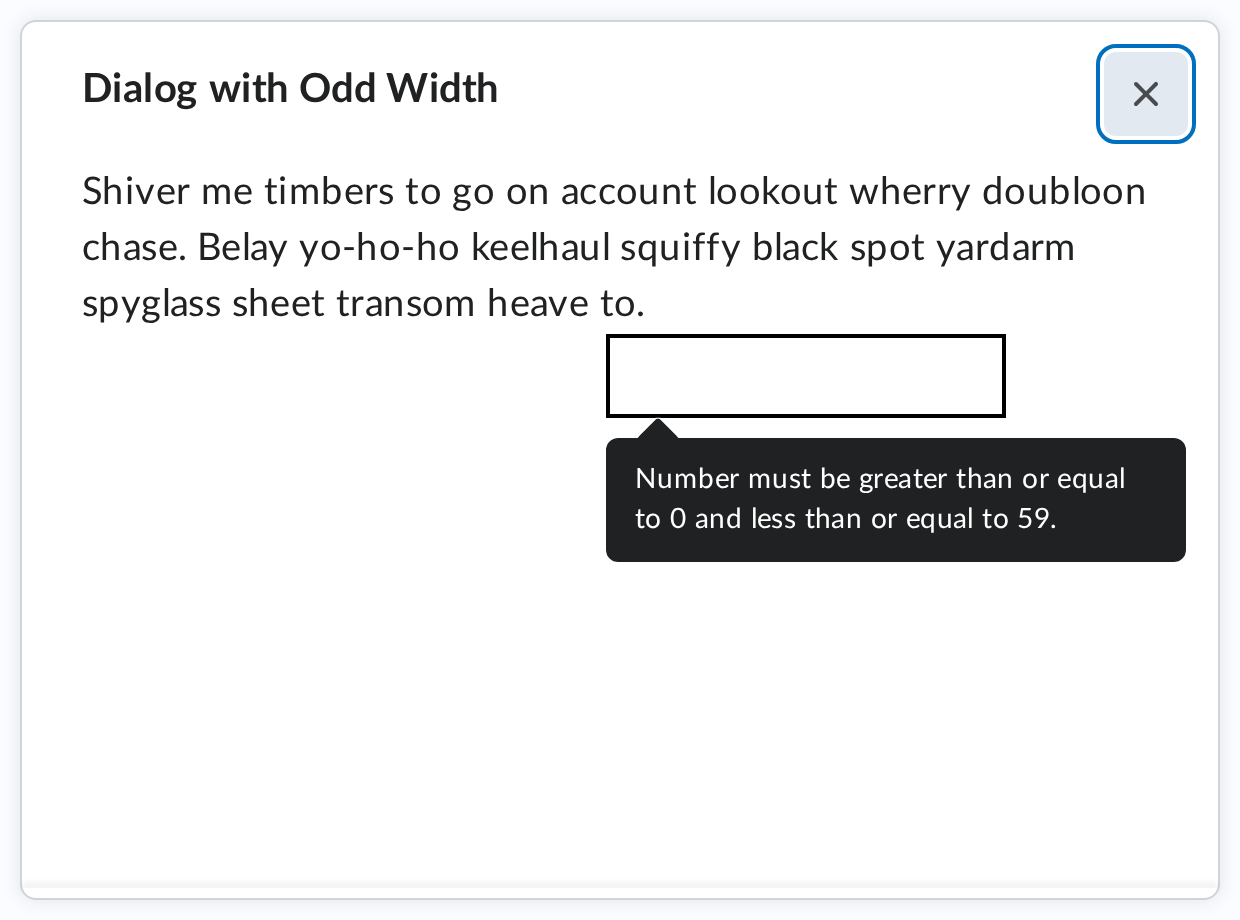 Dialog with Odd Width
Shiver me timbers to go on account lookout wherry doubloon
chase. Belay yo-ho-ho keelhaul squiffy black spot yardarm
spyglass sheet transom heave to.
Number must be greater than or equal
to 0 and less than or equal to 59.